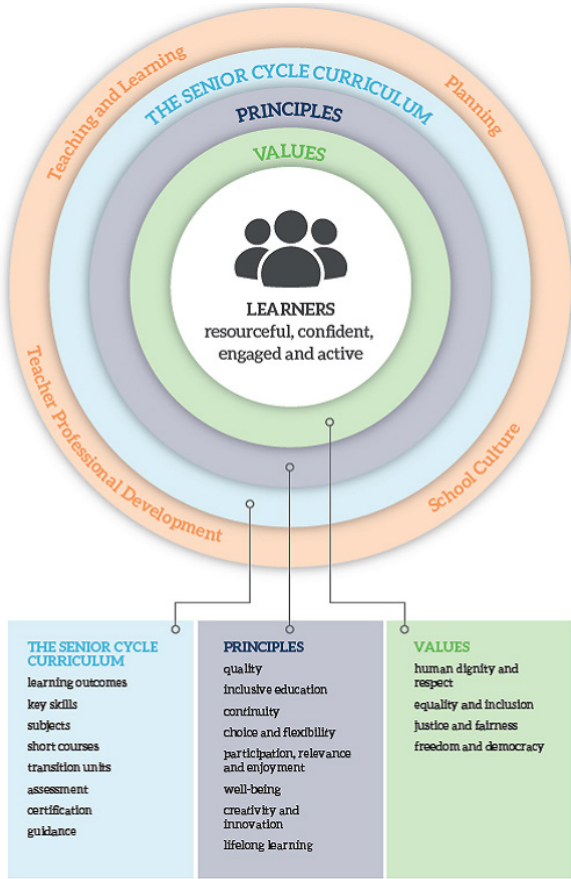 Teaching and Learning
Planning
THE SENIOR CYCLE CURRICULUM
PRINCIPLES
VALUES
LEARNERS
resourceful, confident,
engaged and active
Teacher Professional Development
School Culture
THE SENIOR CYCLE
CURRICULUM
learning outcomes
key skills
subjects
short courses
transition units
assessment
certification
guidance
PRINCIPLES
quality
inclusive education
continuity
choice and flexibility
participation, relevance
and enjoyment
well-being
creativity and
innovation
lifelong learning
VALUES
human dignity and
respect
equality and inclusion
justice and fairness
freedom and democracy